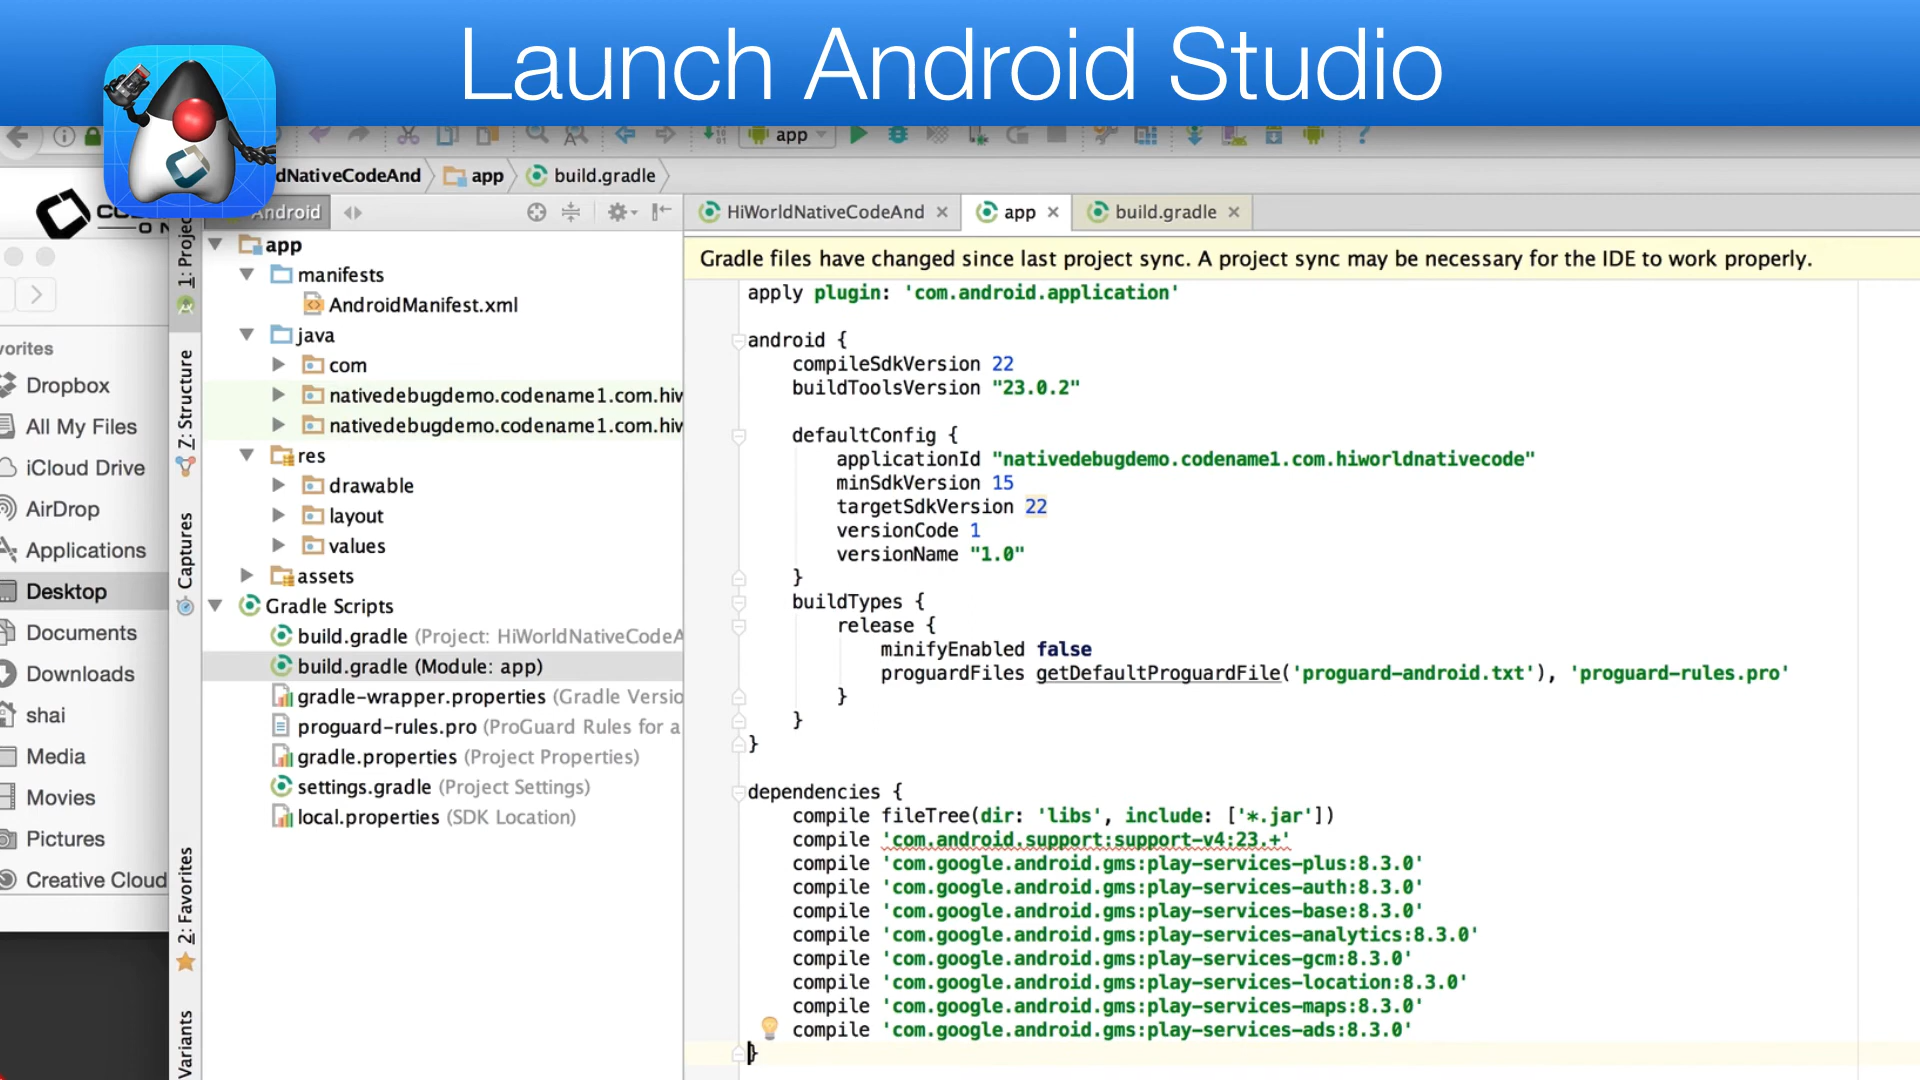 Launch Android Studio
app
dNativeCodeAnd
app
build.gradle
Android
HiWorldNativeCodeAnd
app
build.gradle
Gradle files have changed since last project sync. A project sync may be necessary for the IDE to work properly.
1: Projec
Z: Structure
Captures
2: Favorites
Variants
vorites
Dropbox
All My Files
iCloud Drive
AirDrop
Applications
Desktop
Documents
Downloads
shai
Media
Movies
Pictures
Creative Cloud
app
manifests
AndroidManifest.xml
java
com
nativedebugdemo.codename1.com.hiw
nativedebugdemo.codename1.com.hiw
res
drawable
layout
values
assets
Gradle Scripts
build.gradle (Project: HiWorldNativeCodeA
build.gradle (Module: app)
gradle-wrapper.properties (Gradle Versio
proguard-rules.pro (ProGuard Rules for a
gradle.properties (Project Properties)
settings.gradle (Project Settings)
local.properties (SDK Location)
apply plugin: 'com.android.application'
android {
compileSdkVersion 22
buildToolsVersion "23.0.2"
defaultConfig {
applicationId "nativedebugdemo.codename1.com.hiworldnativecode"
minSdkVersion 15
targetSdkVersion 22
versionCode 1
versionName "1.0"
}
buildTypes {
release {
minifyEnabled false
proguardFiles getDefaultProguardFile('proguard-android.txt'), 'proguard-rules.pro'
}
}
}
dependencies {
compile fileTree(dir: 'libs', include: ['*.jar'])
compile 'com.android.support:support-v4:23.+'
compile 'com.google.android.gms:play-services-plus:8.3.0'
compile 'com.google.android.gms:play-services-auth:8.3.0'
compile 'com.google.android.gms:play-services-base:8.3.0'
compile 'com.google.android.gms:play-services-analytics:8.3.0'
compile 'com.google.android.gms:play-services-gcm:8.3.0'
compile 'com.google.android.gms:play-services-location:8.3.0'
compile 'com.google.android.gms:play-services-maps:8.3.0'
compile 'com.google.android.gms:play-services-ads:8.3.0'
}